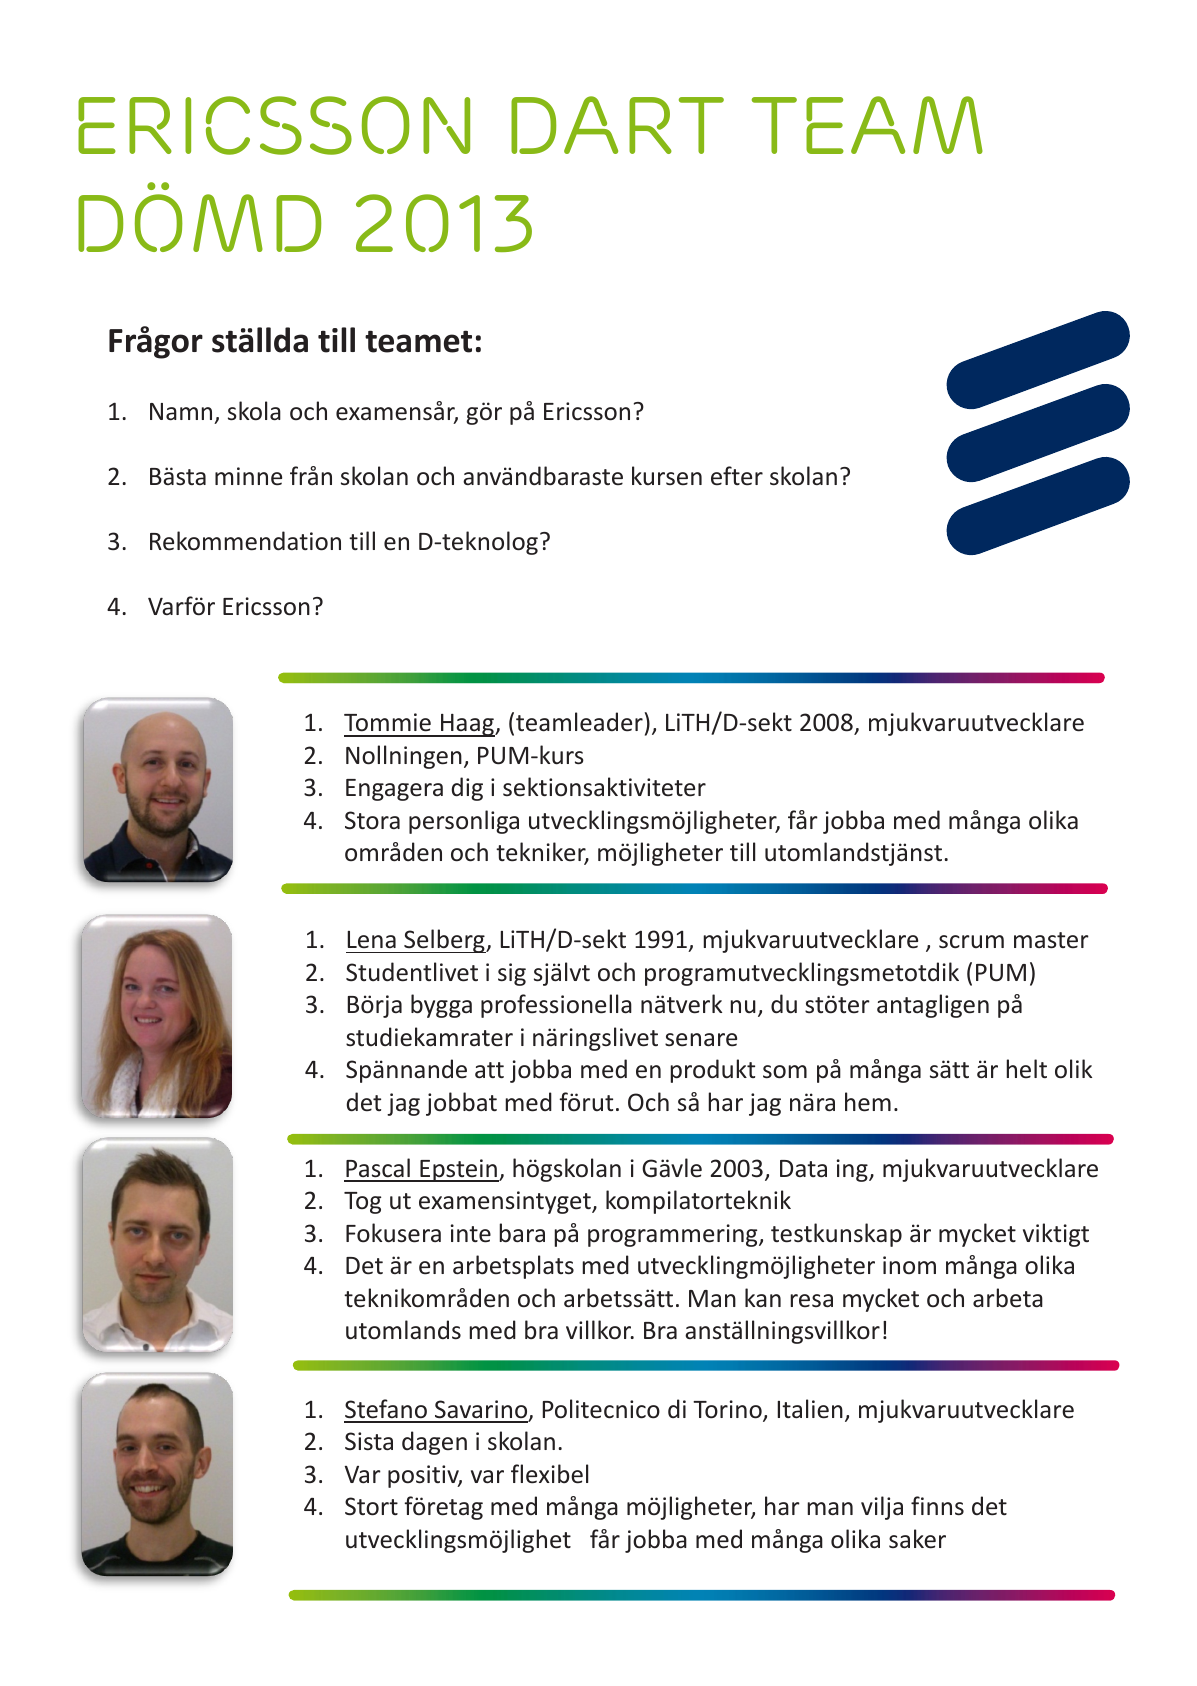 ERICSSON DART TEAM
DÖMD 2013
Frågor ställda till teamet:
1. Namn, skola och examensår, gör på Ericsson?
2. Bästa minne från skolan och användbaraste kursen efter skolan?
3. Rekommendation till en D-teknolog?
4. Varför Ericsson?
1. Tommie Haag, (teamleader), LiTH/D-sekt 2008, mjukvaruutvecklare
2. Nollningen, PUM-kurs
3. Engagera dig i sektionsaktiviteter
4. Stora personliga utvecklingsmöjligheter, får jobba med många olika
områden och tekniker, möjligheter till utomlandstjänst.
1. Lena Selberg, LiTH/D-sekt 1991, mjukvaruutvecklare , scrum master
2. Studentlivet i sig självt och programutvecklingsmetotdik (PUM)
3. Börja bygga professionella nätverk nu, du stöter antagligen på
studiekamrater i näringslivet senare
4. Spännande att jobba med en produkt som på många sätt är helt olik
det jag jobbat med förut. Och så har jag nära hem.
1. Pascal Epstein, högskolan i Gävle 2003, Data ing, mjukvaruutvecklare
2. Tog ut examensintyget, kompilatorteknik
3. Fokusera inte bara på programmering, testkunskap är mycket viktigt
4. Det är en arbetsplats med utvecklingmöjligheter inom många olika
teknikområden och arbetssätt. Man kan resa mycket och arbeta
utomlands med bra villkor. Bra anställningsvillkor!
1. Stefano Savarino, Politecnico di Torino, Italien, mjukvaruutvecklare
2. Sista dagen i skolan.
3. Var positiv, var flexibel
4. Stort företag med många möjligheter, har man vilja finns det
utvecklingsmöjlighet får jobba med många olika saker